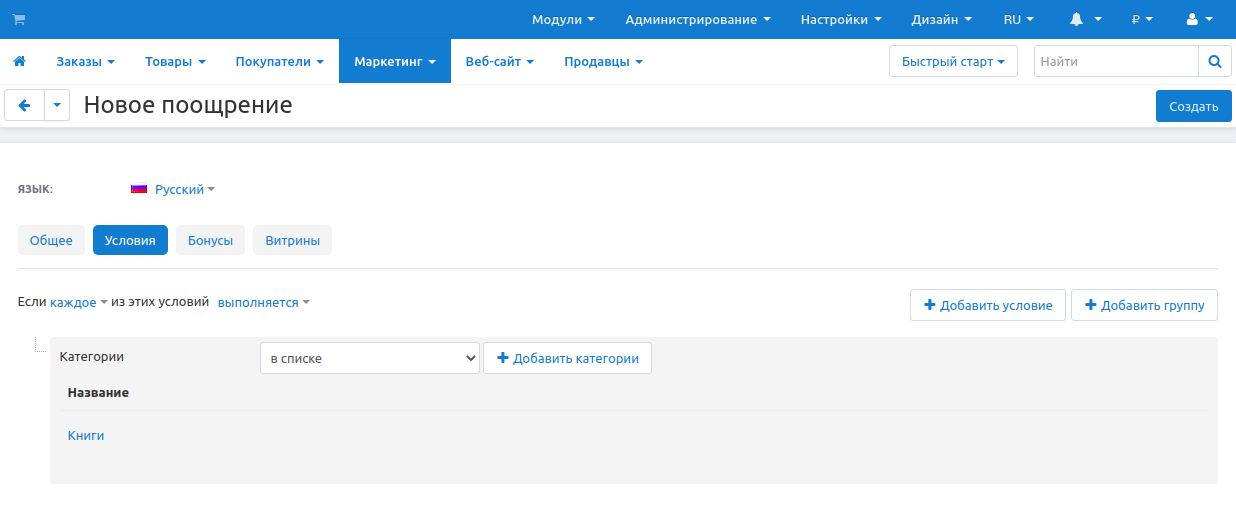 Модули Администрирование Настройки Дизайн RU ₽
Заказы Товары Покупатели Маркетинг Веб-сайт Продавцы Быстрый старт Найти
Новое поощрение Создать
ЯЗЫК: Русский
Общее Условия Бонусы Витрины
Если каждое из этих условий выполняется Добавить условие Добавить группу
Категории в списке Добавить категории
Название
Книги